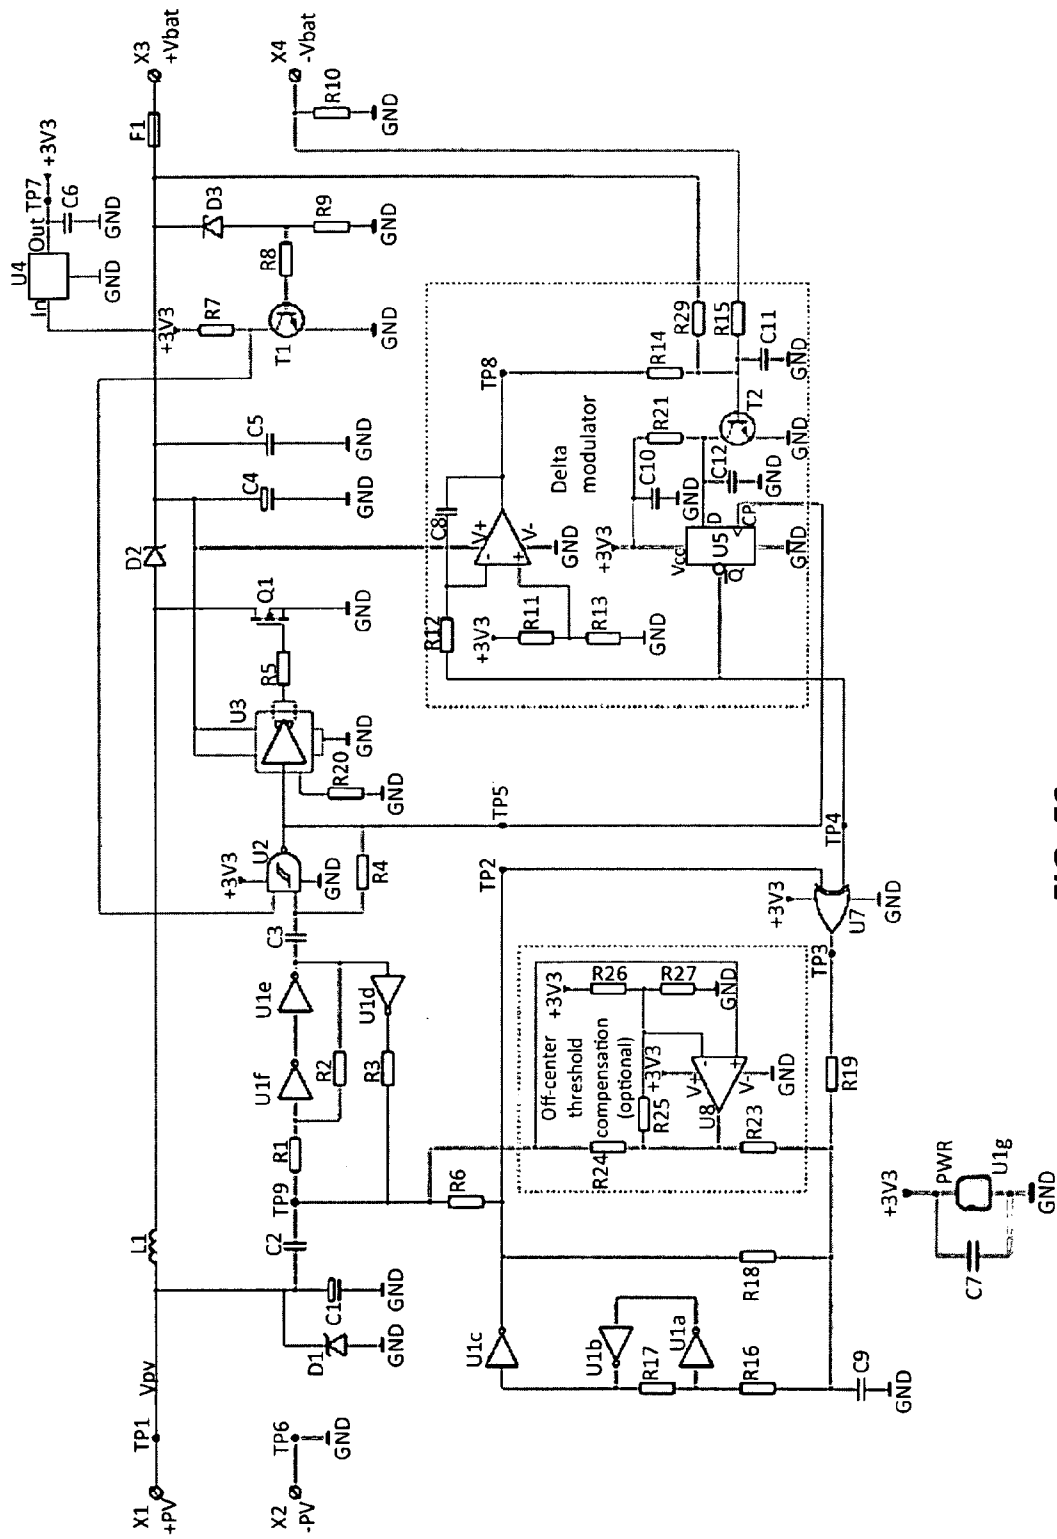 X1
+PV
TP1
Vpv
L1
D2
F1
X3
+Vbat
X2
-PV
TP6
GND
X4
-Vbat
R10
GND
U4
In
Out
TP7
+3V3
C6
GND
GND
+3V3
R7
T1
GND
R8
D3
R9
GND
C4
GND
C5
GND
Q1
GND
R5
U3
GND
R20
GND
+3V3
U2
GND
R4
C3
U1e
U1f
R2
U1d
R3
R1
TP9
C2
C1
GND
D1
GND
R6
TP2
TP5
U1c
U1b
U1a
R17
R16
R18
C9
GND
Off-center
threshold
compensation
(optional)
+3V3
R26
R27
GND
+3V3
R25
V+
V-
-
+
U8
GND
R24
R23
TP3
R19
+3V3
U7
GND
TP4
Delta
modulator
TP8
C8
V+
V-
-
+
GND
R12
+3V3
R11
R13
GND
+3V3
C10
GND
R21
R14
R29
R15
C11
GND
T2
GND
C12
GND
Vcc
D
U5
CP
Q
GND
+3V3
PWR
U1g
C7
GND